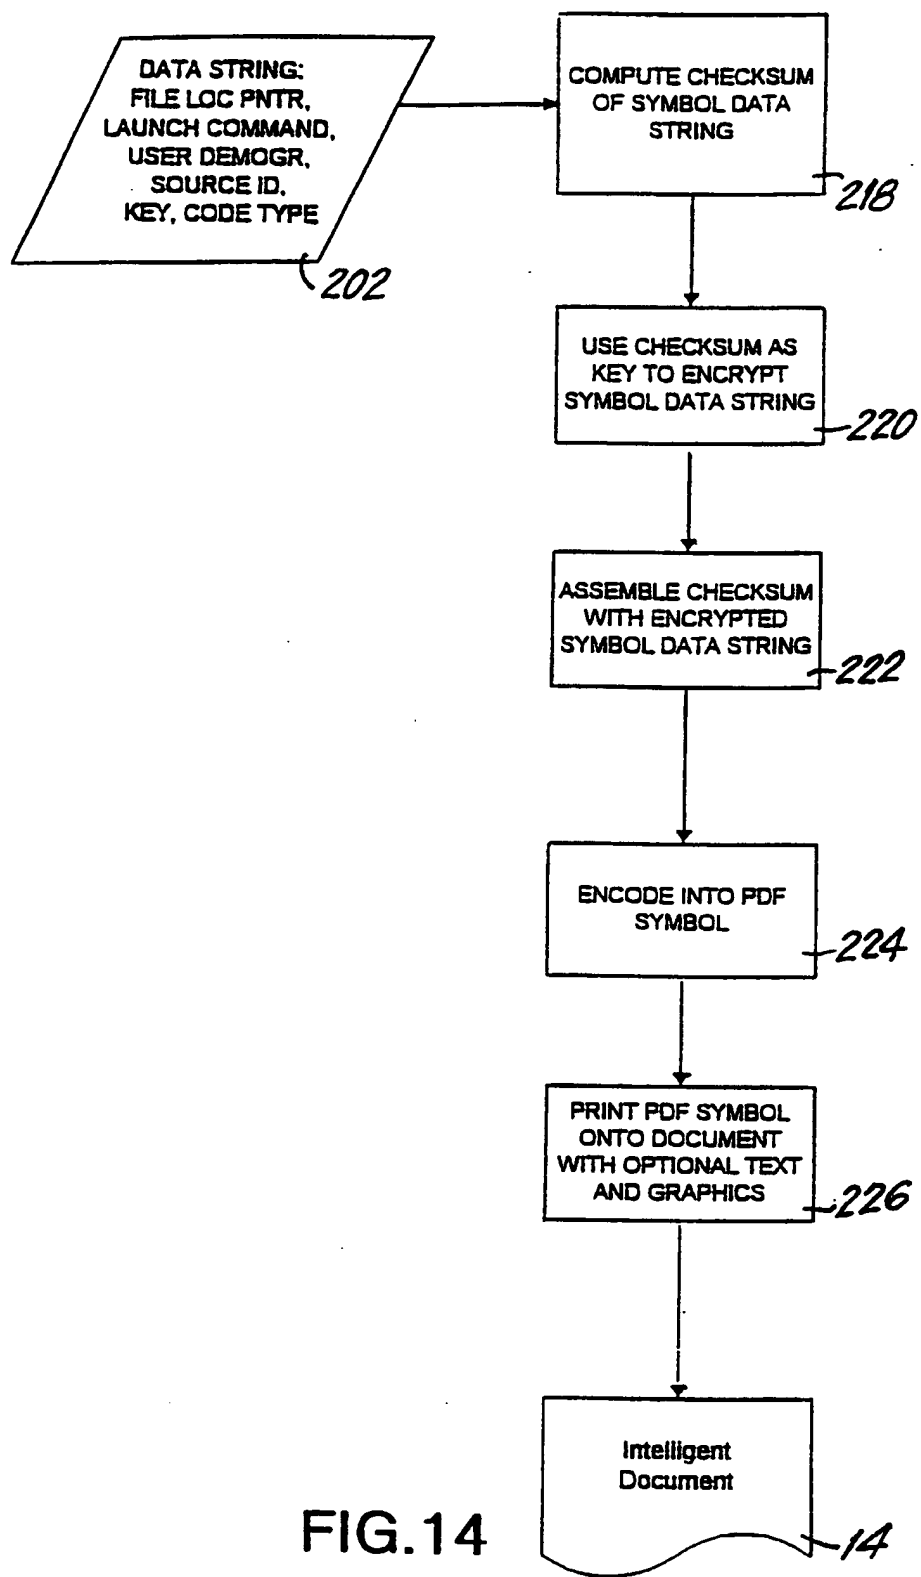 DATA STRING:
FILE LOC PNTR,
LAUNCH COMMAND,
USER DEMOGR,
SOURCE ID,
KEY, CODE TYPE
202
COMPUTE CHECKSUM
OF SYMBOL DATA
STRING
218
USE CHECKSUM AS
KEY TO ENCRYPT
SYMBOL DATA STRING
220
ASSEMBLE CHECKSUM
WITH ENCRYPTED
SYMBOL DATA STRING
222
ENCODE INTO PDF
SYMBOL
224
PRINT PDF SYMBOL
ONTO DOCUMENT
WITH OPTIONAL TEXT
AND GRAPHICS
226
Intelligent
Document
14
FIG.14